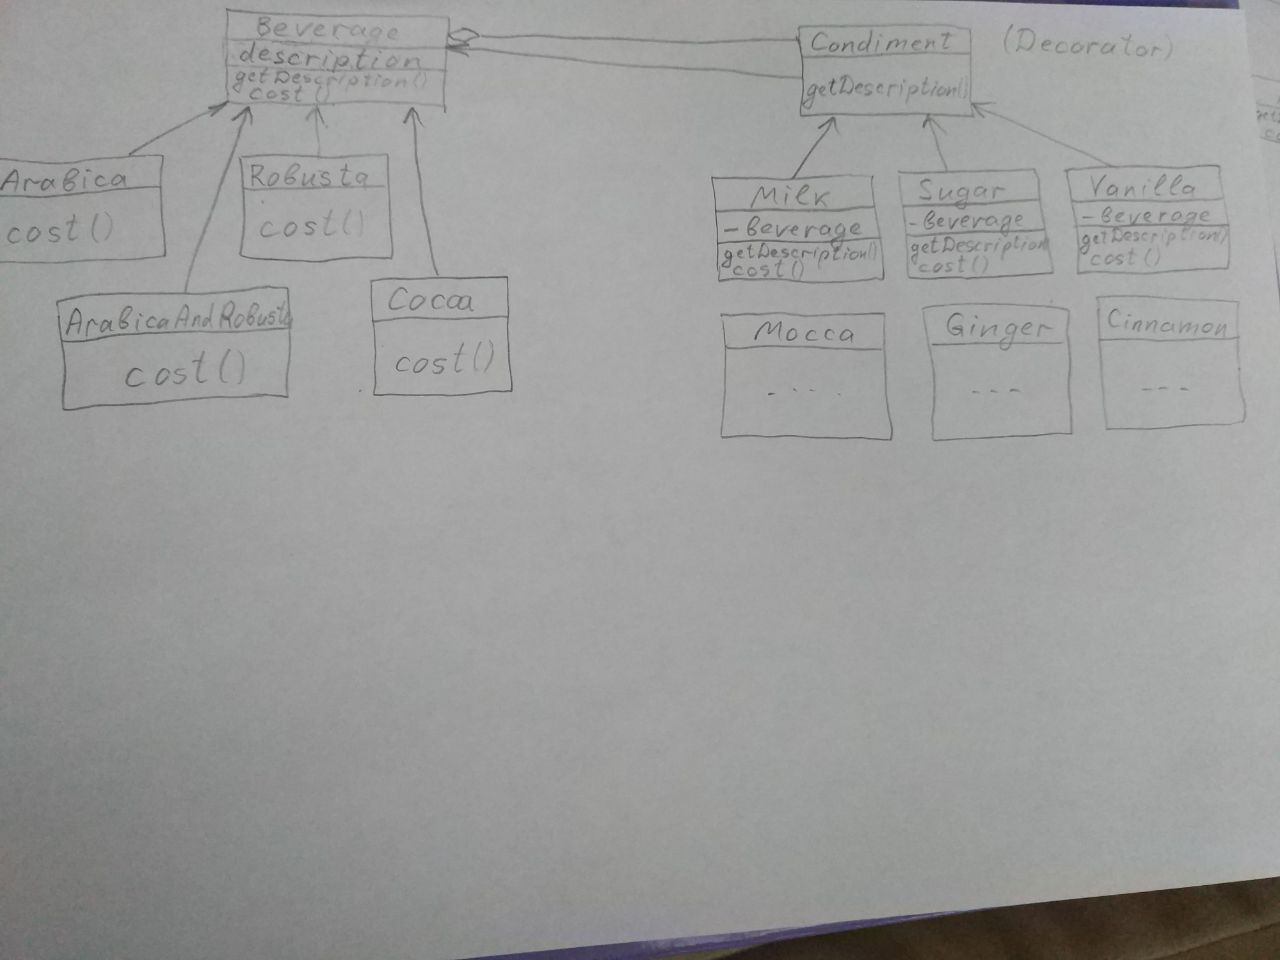 Beverage
description
getDescription()
cost()
Condiment
(Decorator)
getDescription()
Arabica
cost()
Robusta
cost()
ArabicaAndRobusta
cost()
Cocoa
cost()
Milk
-Beverage
getDescription()
cost()
Sugar
-Beverage
getDescription
cost()
Vanilla
-Beverage
getDescription()
cost()
Mocca
- - - -
Ginger
- - -
Cinnamon
- - -